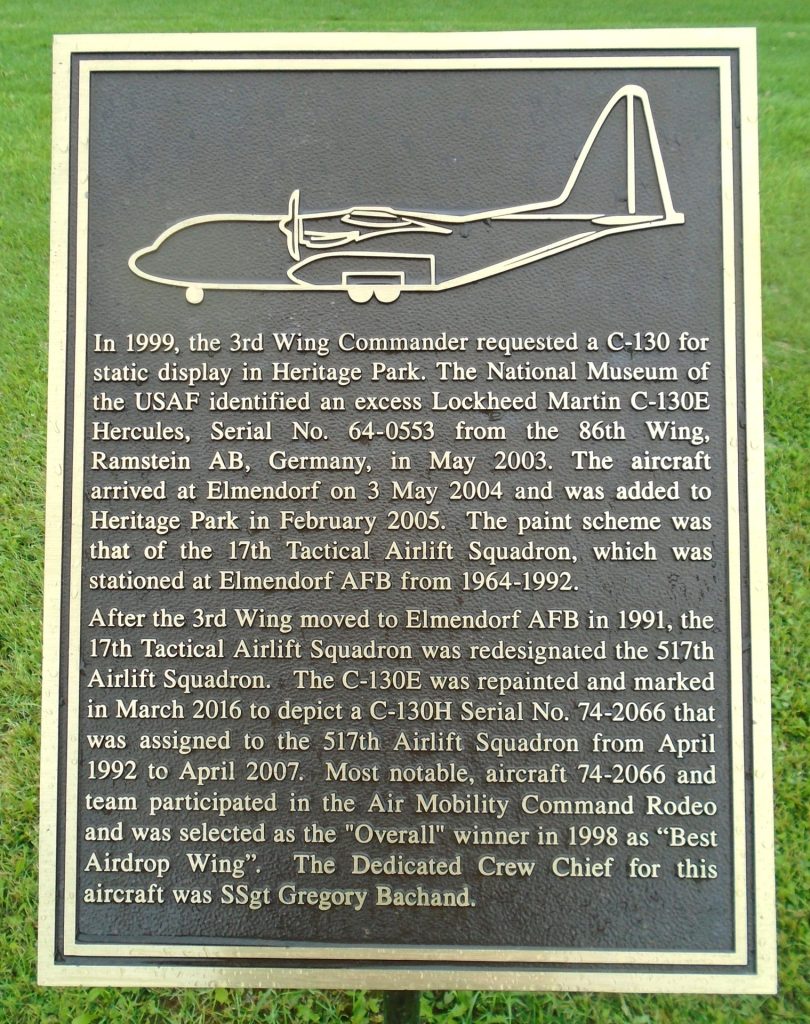 In 1999, the 3rd Wing Commander requested a C-130 for
static display in Heritage Park. The National Museum of
the USAF identified an excess Lockheed Martin C-130E
Hercules, Serial No. 64-0553 from the 86th Wing,
Ramstein AB, Germany, in May 2003. The aircraft
arrived at Elmendorf on 3 May 2004 and was added to
Heritage Park in February 2005. The paint scheme was
that of the 17th Tactical Airlift Squadron, which was
stationed at Elmendorf AFB from 1964-1992.
After the 3rd Wing moved to Elmendorf AFB in 1991, the
17th Tactical Airlift Squadron was redesignated the 517th
Airlift Squadron. The C-130E was repainted and marked
in March 2016 to depict a C-130H Serial No. 74-2066 that
was assigned to the 517th Airlift Squadron from April
1992 to April 2007. Most notable, aircraft 74-2066 and
team participated in the Air Mobility Command Rodeo
and was selected as the "Overall" winner in 1998 as “Best
Airdrop Wing”. The Dedicated Crew Chief for this
aircraft was SSgt Gregory Bachand.